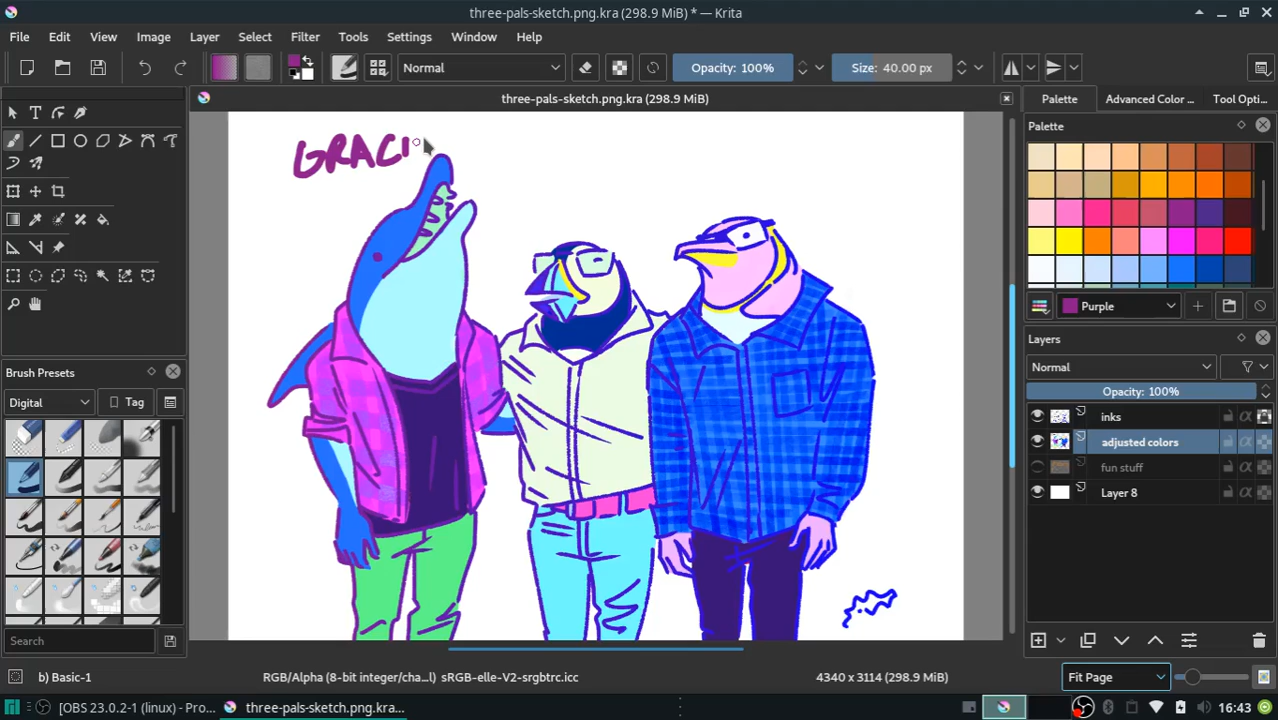 three-pals-sketch.png.kra (298.9 MiB) * — Krita
File Edit View Image Layer Select Filter Tools Settings Window Help
Normal Opacity: 100% Size: 40.00 px
three-pals-sketch.png.kra (298.9 MiB)
Palette Advanced Color ... Tool Opti...
Palette
GRACI
Purple
Layers
Normal
Opacity: 100%
inks
adjusted colors
fun stuff
Layer 8
Brush Presets
Digital Tag
Search
b) Basic-1 RGB/Alpha (8-bit integer/cha...l) sRGB-elle-V2-srgbtrc.icc 4340 x 3114 (298.9 MiB) Fit Page
[OBS 23.0.2-1 (linux) - Pro... three-pals-sketch.png.kra... 16:43